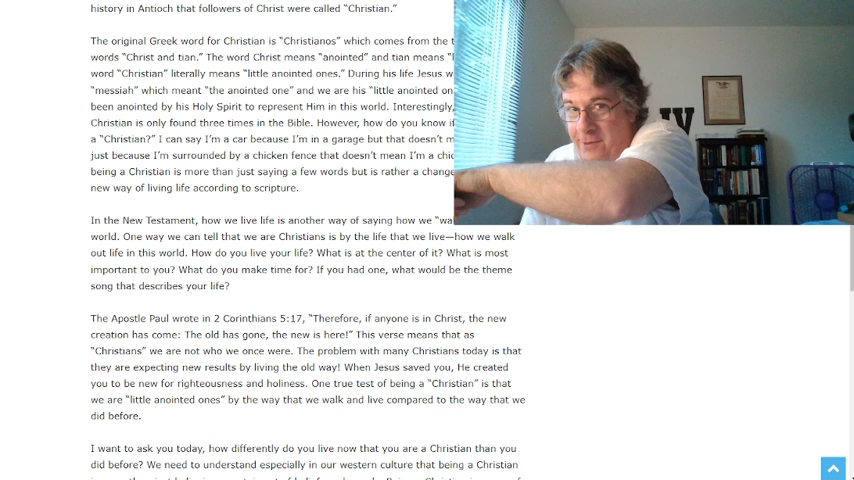 history in Antioch that followers of Christ were called “Christian.”
The original Greek word for Christian is “Christianos” which comes from the t
words “Christ and tian.” The word Christ means “anointed” and tian means “l
word “Christian” literally means “little anointed ones.” During his life Jesus w
“messiah” which meant “the anointed one” and we are his “little anointed on
been anointed by his Holy Spirit to represent Him in this world. Interestingly,
Christian is only found three times in the Bible. However, how do you know if
a “Christian?” I can say I’m a car because I’m in a garage but that doesn’t m
just because I’m surrounded by a chicken fence that doesn’t mean I’m a chic
being a Christian is more than just saying a few words but is rather a change
new way of living life according to scripture.
In the New Testament, how we live life is another way of saying how we “wa
world. One way we can tell that we are Christians is by the life that we live—how we walk
out life in this world. How do you live your life? What is at the center of it? What is most
important to you? What do you make time for? If you had one, what would be the theme
song that describes your life?
The Apostle Paul wrote in 2 Corinthians 5:17, “Therefore, if anyone is in Christ, the new
creation has come: The old has gone, the new is here!” This verse means that as
“Christians” we are not who we once were. The problem with many Christians today is that
they are expecting new results by living the old way! When Jesus saved you, He created
you to be new for righteousness and holiness. One true test of being a “Christian” is that
we are “little anointed ones” by the way that we walk and live compared to the way that we
did before.
I want to ask you today, how differently do you live now that you are a Christian than you
did before? We need to understand especially in our western culture that being a Christian